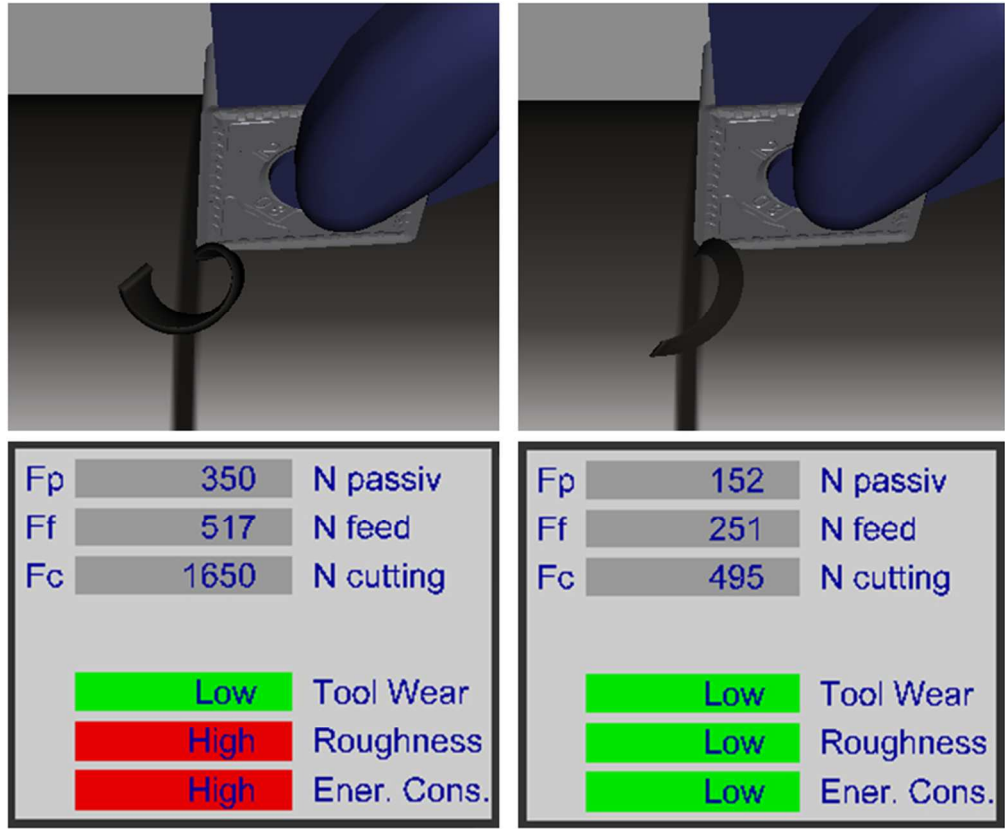 Fp 350 N passiv
Ff 517 N feed
Fc 1650 N cutting
Low Tool Wear
High Roughness
High Ener. Cons.
Fp 152 N passiv
Ff 251 N feed
Fc 495 N cutting
Low Tool Wear
Low Roughness
Low Ener. Cons.